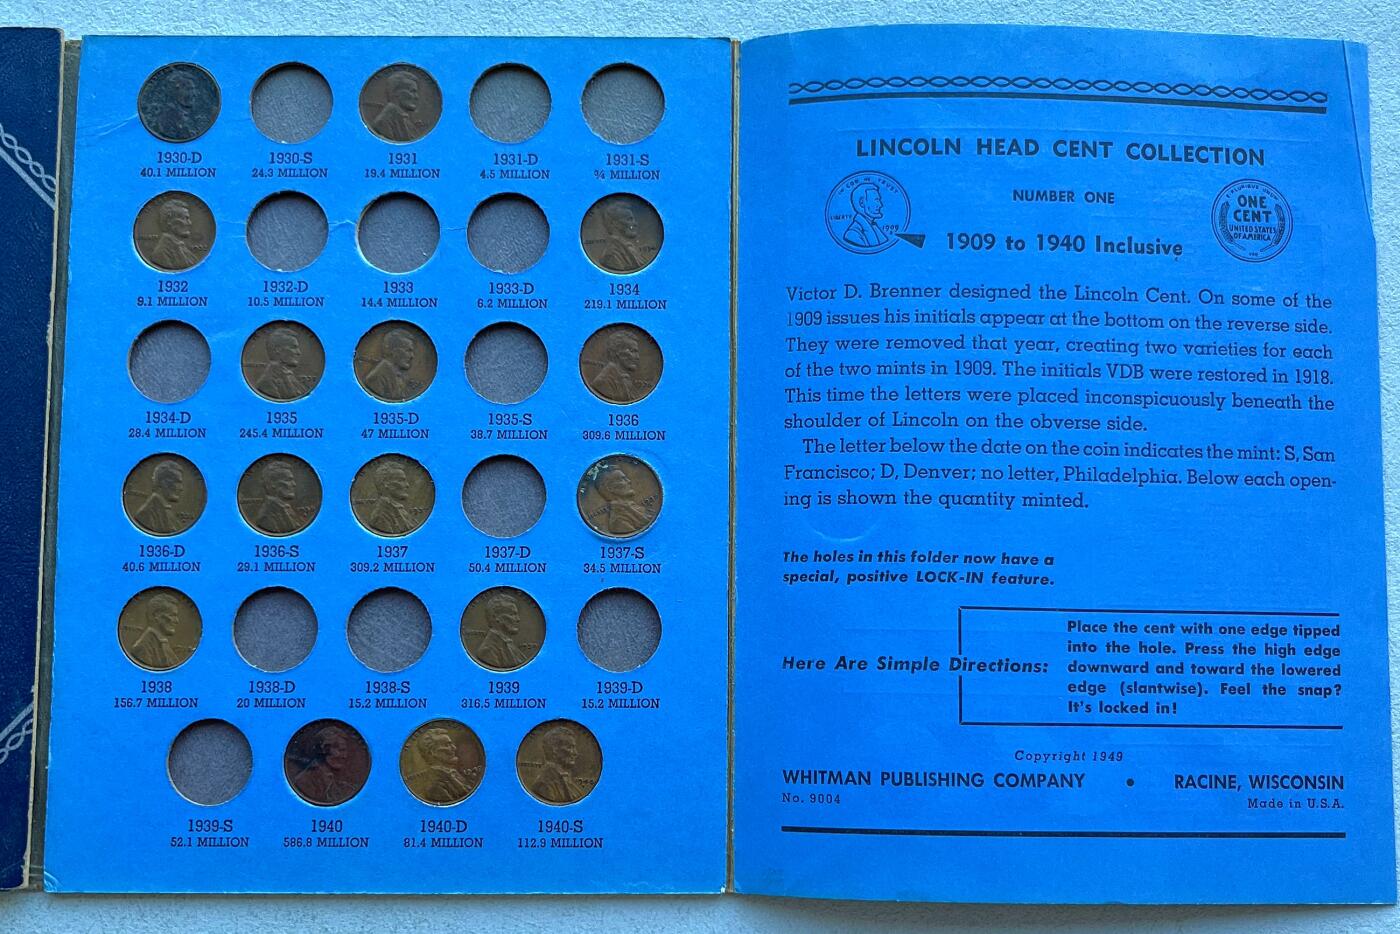 1930-D 1930-S 1931 1931-D 1931-S
40.1 MILLION 24.3 MILLION 19.4 MILLION 4.5 MILLION ¾ MILLION
1932 1932-D 1933 1933-D 1934
9.1 MILLION 10.5 MILLION 14.4 MILLION 6.2 MILLION 219.1 MILLION
1934-D 1935 1935-D 1935-S 1936
28.4 MILLION 245.4 MILLION 47 MILLION 38.7 MILLION 309.6 MILLION
1936-D 1936-S 1937 1937-D 1937-S
40.6 MILLION 29.1 MILLION 309.2 MILLION 50.4 MILLION 34.5 MILLION
1938 1938-D 1938-S 1939 1939-D
156.7 MILLION 20 MILLION 15.2 MILLION 316.5 MILLION 15.2 MILLION
1939-S 1940 1940-D 1940-S
52.1 MILLION 586.8 MILLION 81.4 MILLION 112.9 MILLION
LINCOLN HEAD CENT COLLECTION
NUMBER ONE
1909 to 1940 Inclusive
IN GOD WE TRUST
LIBERTY
1909
E PLURIBUS UNUM
ONE
CENT
UNITED STATES
OF AMERICA
Victor D. Brenner designed the Lincoln Cent. On some of the
1909 issues his initials appear at the bottom on the reverse side.
They were removed that year, creating two varieties for each
of the two mints in 1909. The initials VDB were restored in 1918.
This time the letters were placed inconspicuously beneath the
shoulder of Lincoln on the obverse side.
The letter below the date on the coin indicates the mint: S, San
Francisco; D, Denver; no letter, Philadelphia. Below each open-
ing is shown the quantity minted.
The holes in this folder now have a
special, positive LOCK-IN feature.
Here Are Simple Directions:
Place the cent with one edge tipped
into the hole. Press the high edge
downward and toward the lowered
edge (slantwise). Feel the snap?
It's locked in!
Copyright 1949
WHITMAN PUBLISHING COMPANY • RACINE, WISCONSIN
No. 9004 Made in U.S.A.